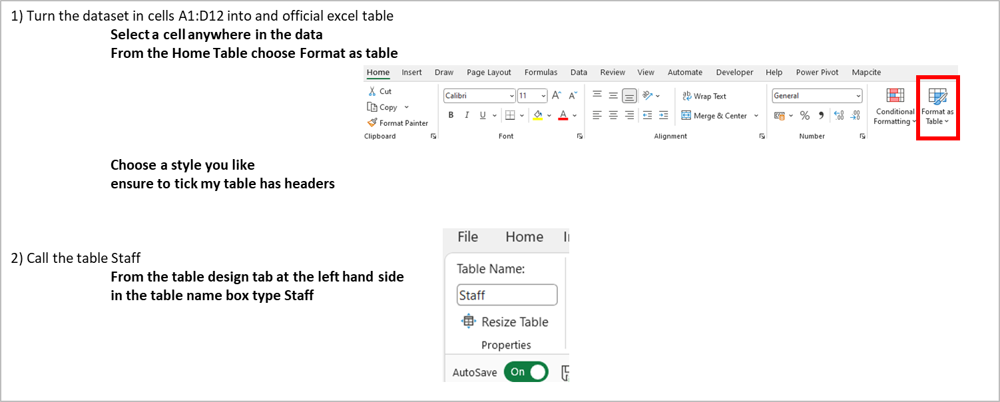 1) Turn the dataset in cells A1:D12 into and official excel table
Select a cell anywhere in the data
From the Home Table choose Format as table
Home Insert Draw Page Layout Formulas Data Review View Automate Developer Help Power Pivot Mapcite
Cut
Copy
Format Painter
Clipboard
Calibri 11 A A
B I U A
Font
ab Wrap Text
Merge & Center
Alignment
General
% 9 .00 .00
Number
Conditional
Formatting
Format as
Table
Choose a style you like
ensure to tick my table has headers
2) Call the table Staff
From the table design tab at the left hand side
in the table name box type Staff
File Home
Table Name:
Staff
Resize Table
Properties
AutoSave On